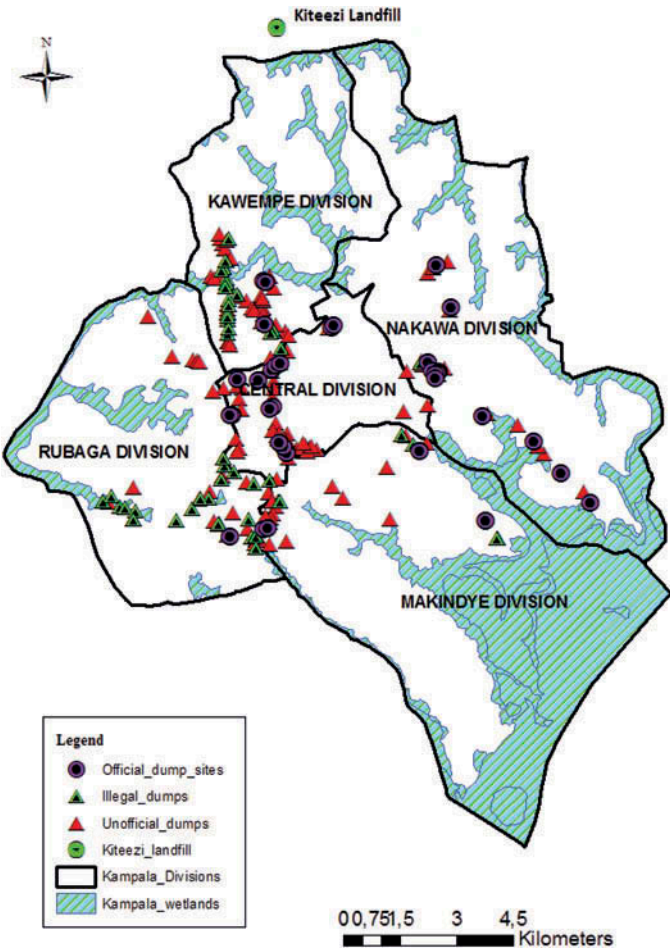 Kiteezi Landfill
N
KAWEMPE DIVISION
NAKAWA DIVISION
CENTRAL DIVISION
RUBAGA DIVISION
MAKINDYE DIVISION
Legend
Official_dump_sites
Illegal_dumps
Unofficial_dumps
Kiteezi_landfill
Kampala_Divisions
Kampala_wetlands
0 0,75 1,5 3 4,5
Kilometers